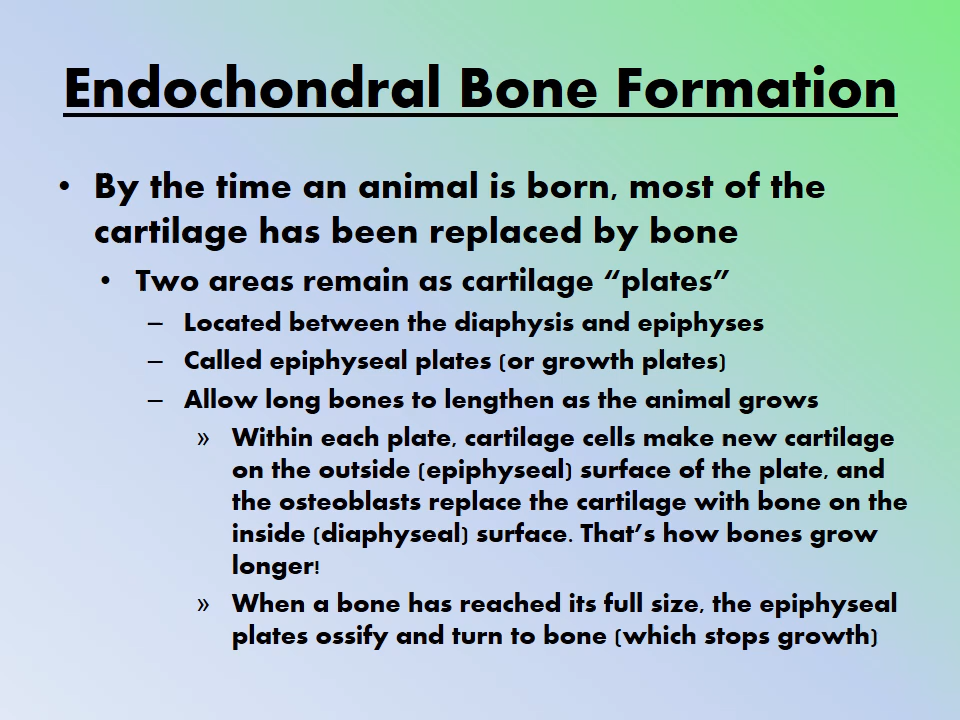 Endochondral Bone Formation
• By the time an animal is born, most of the
cartilage has been replaced by bone
• Two areas remain as cartilage “plates”
– Located between the diaphysis and epiphyses
– Called epiphyseal plates (or growth plates)
– Allow long bones to lengthen as the animal grows
» Within each plate, cartilage cells make new cartilage
on the outside (epiphyseal) surface of the plate, and
the osteoblasts replace the cartilage with bone on the
inside (diaphyseal) surface. That’s how bones grow
longer!
» When a bone has reached its full size, the epiphyseal
plates ossify and turn to bone (which stops growth)